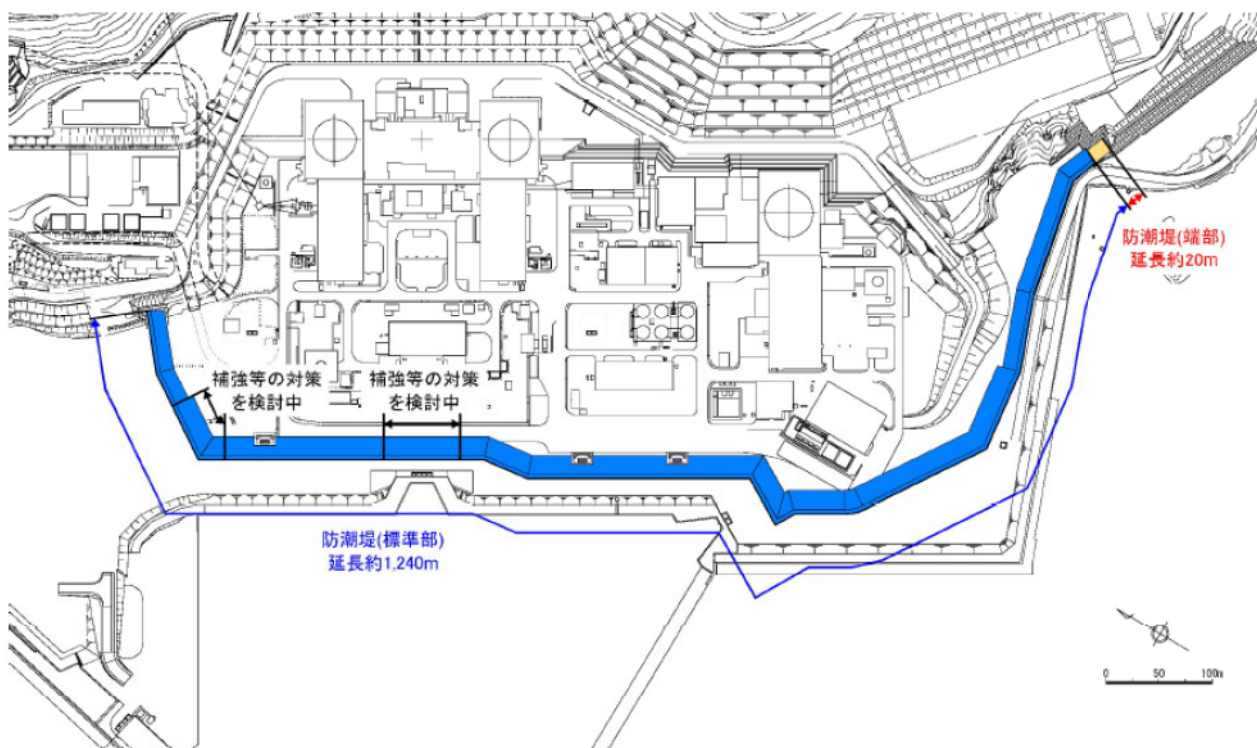 防潮堤(端部)
延長約20m
補強等の対策
を検討中
補強等の対策
を検討中
防潮堤(標準部)
延長約1,240m
0 50 100m